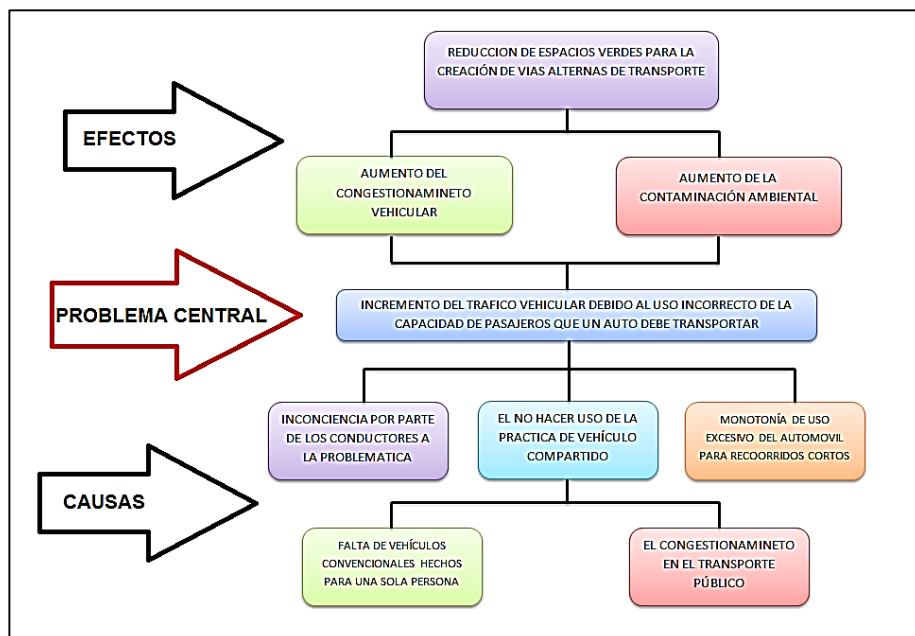 REDUCCION DE ESPACIOS VERDES PARA LA
CREACIÓN DE VIAS ALTERNAS DE TRANSPORTE
EFECTOS
AUMENTO DEL
CONGESTIONAMINETO
VEHICULAR
AUMENTO DE LA
CONTAMINACIÓN AMBIENTAL
PROBLEMA CENTRAL
INCREMENTO DEL TRAFICO VEHICULAR DEBIDO AL USO INCORRECTO DE LA
CAPACIDAD DE PASAJEROS QUE UN AUTO DEBE TRANSPORTAR
INCONCIENCIA POR PARTE
DE LOS CONDUCTORES A
LA PROBLEMATICA
EL NO HACER USO DE LA
PRACTICA DE VEHÍCULO
COMPARTIDO
MONOTONÍA DE USO
EXCESIVO DEL AUTOMOVIL
PARA RECOORRIDOS CORTOS
CAUSAS
FALTA DE VEHÍCULOS
CONVENCIONALES HECHOS
PARA UNA SOLA PERSONA
EL CONGESTIONAMINETO
EN EL TRANSPORTE
PÚBLICO